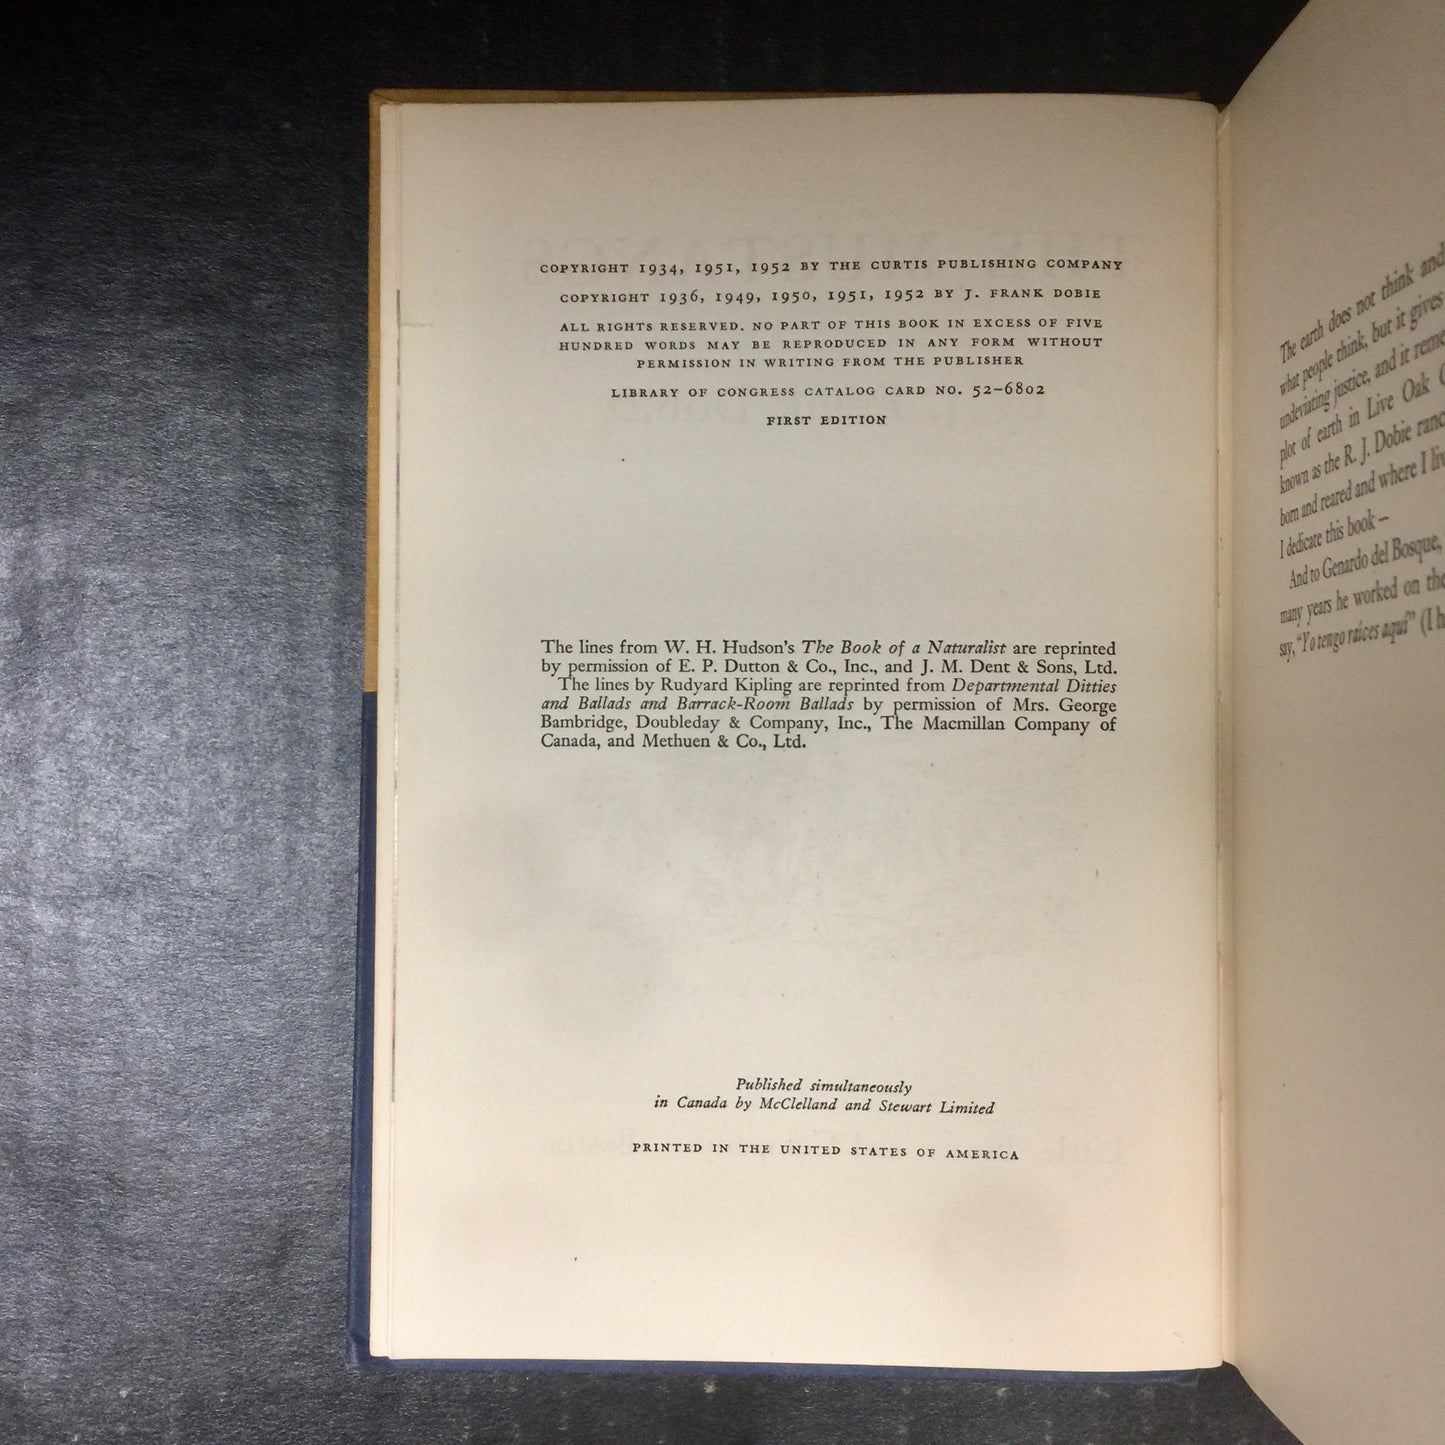 COPYRIGHT 1934, 1951, 1952 BY THE CURTIS PUBLISHING COMPANY
COPYRIGHT 1936, 1949, 1950, 1951, 1952 BY J. FRANK DOBIE
ALL RIGHTS RESERVED. NO PART OF THIS BOOK IN EXCESS OF FIVE
HUNDRED WORDS MAY BE REPRODUCED IN ANY FORM WITHOUT
PERMISSION IN WRITING FROM THE PUBLISHER
LIBRARY OF CONGRESS CATALOG CARD NO. 52–6802
FIRST EDITION
The lines from W. H. Hudson's The Book of a Naturalist are reprinted
by permission of E. P. Dutton & Co., Inc., and J. M. Dent & Sons, Ltd.
The lines by Rudyard Kipling are reprinted from Departmental Ditties
and Ballads and Barrack-Room Ballads by permission of Mrs. George
Bambridge, Doubleday & Company, Inc., The Macmillan Company of
Canada, and Methuen & Co., Ltd.
Published simultaneously
in Canada by McClelland and Stewart Limited
PRINTED IN THE UNITED STATES OF AMERICA
The earth does not think and
what people think, but it gives
undeviating justice, and it reme
plot of earth in Live Oak C
known as the R. J. Dobie ranc
born and reared and where I liv
I dedicate this book –
And to Genardo del Bosque,
many years he worked on the
say, "Yo tengo raíces aquí" (I h